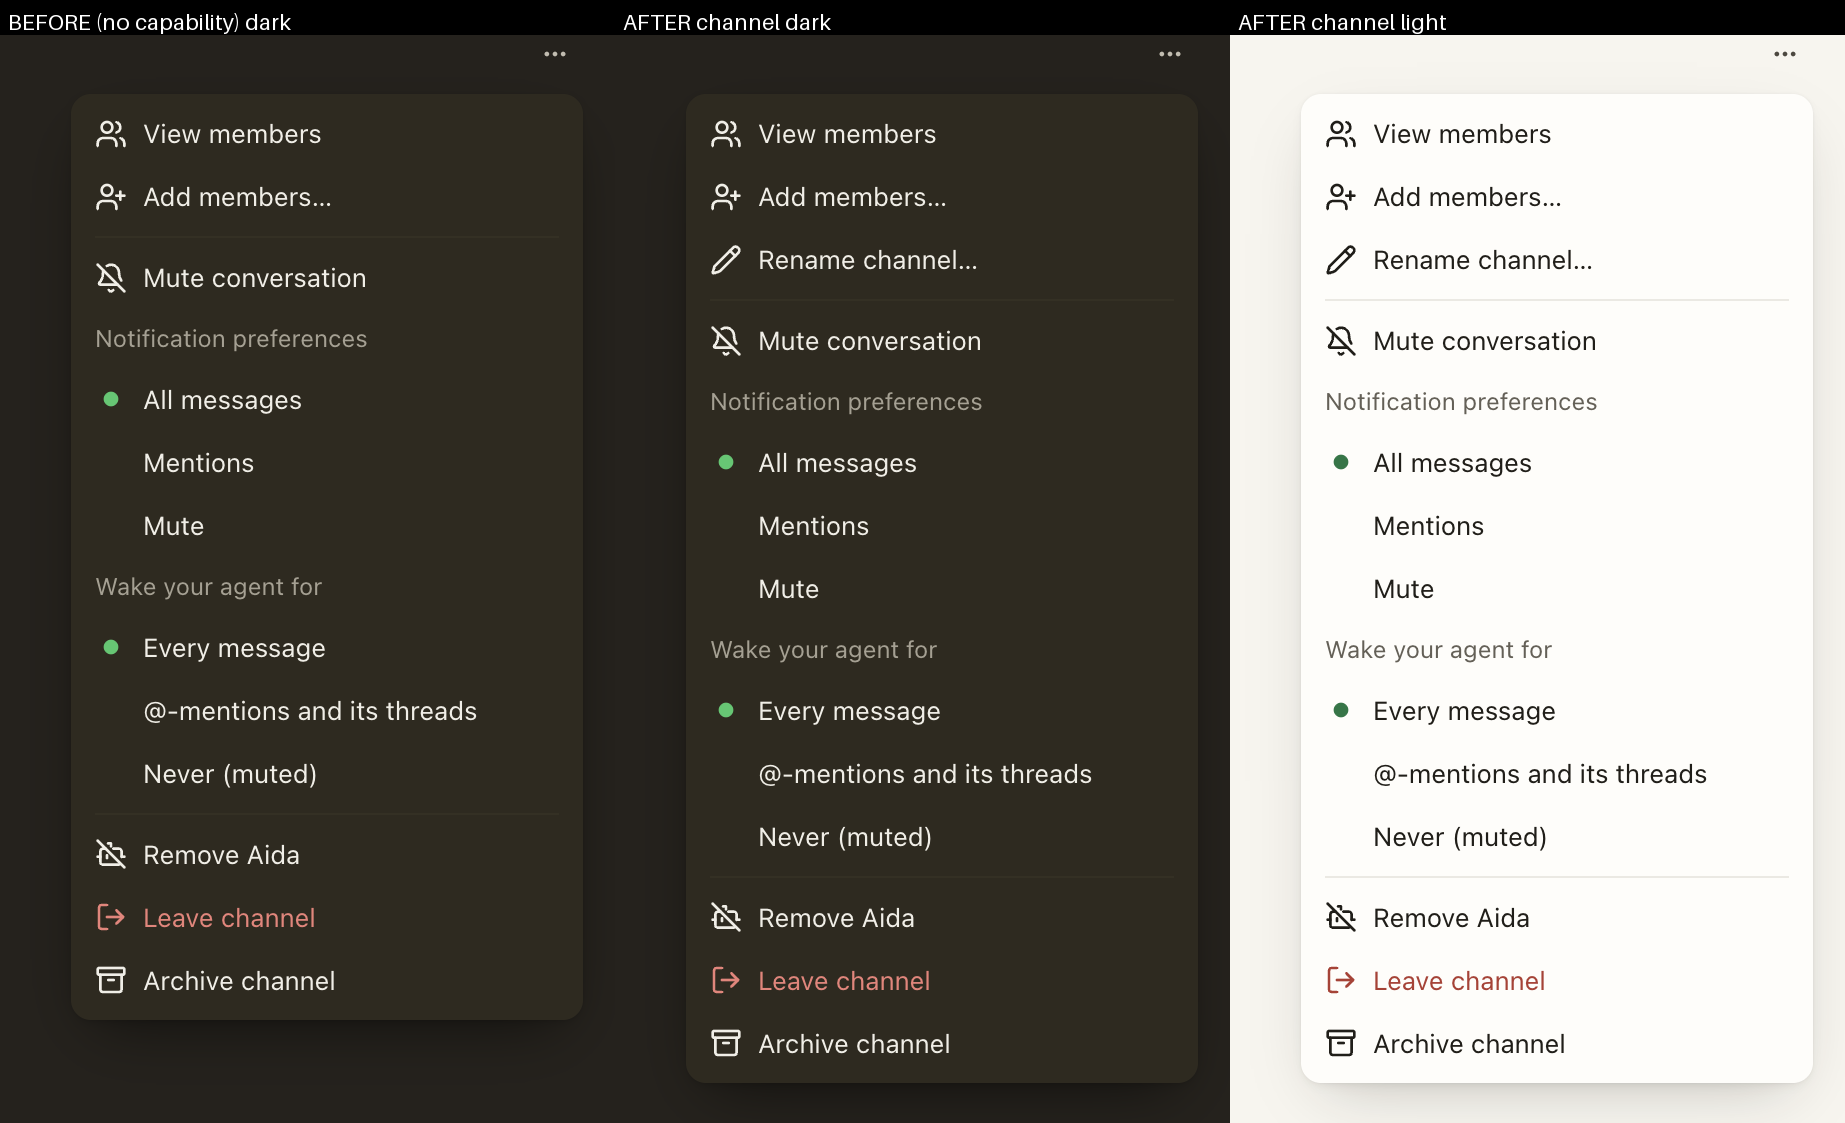 BEFORE (no capability) dark
View members
Add members...
Mute conversation
Notification preferences
All messages
Mentions
Mute
Wake your agent for
Every message
@-mentions and its threads
Never (muted)
Remove Aida
Leave channel
Archive channel
AFTER channel dark
View members
Add members...
Rename channel...
Mute conversation
Notification preferences
All messages
Mentions
Mute
Wake your agent for
Every message
@-mentions and its threads
Never (muted)
Remove Aida
Leave channel
Archive channel
AFTER channel light
View members
Add members...
Rename channel...
Mute conversation
Notification preferences
All messages
Mentions
Mute
Wake your agent for
Every message
@-mentions and its threads
Never (muted)
Remove Aida
Leave channel
Archive channel